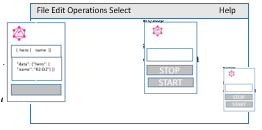 File Edit Operations Select Help
{ hero { name }}
"data": {"hero": {
"name": "R2-D2"} }}
STOP
START
STOP
START